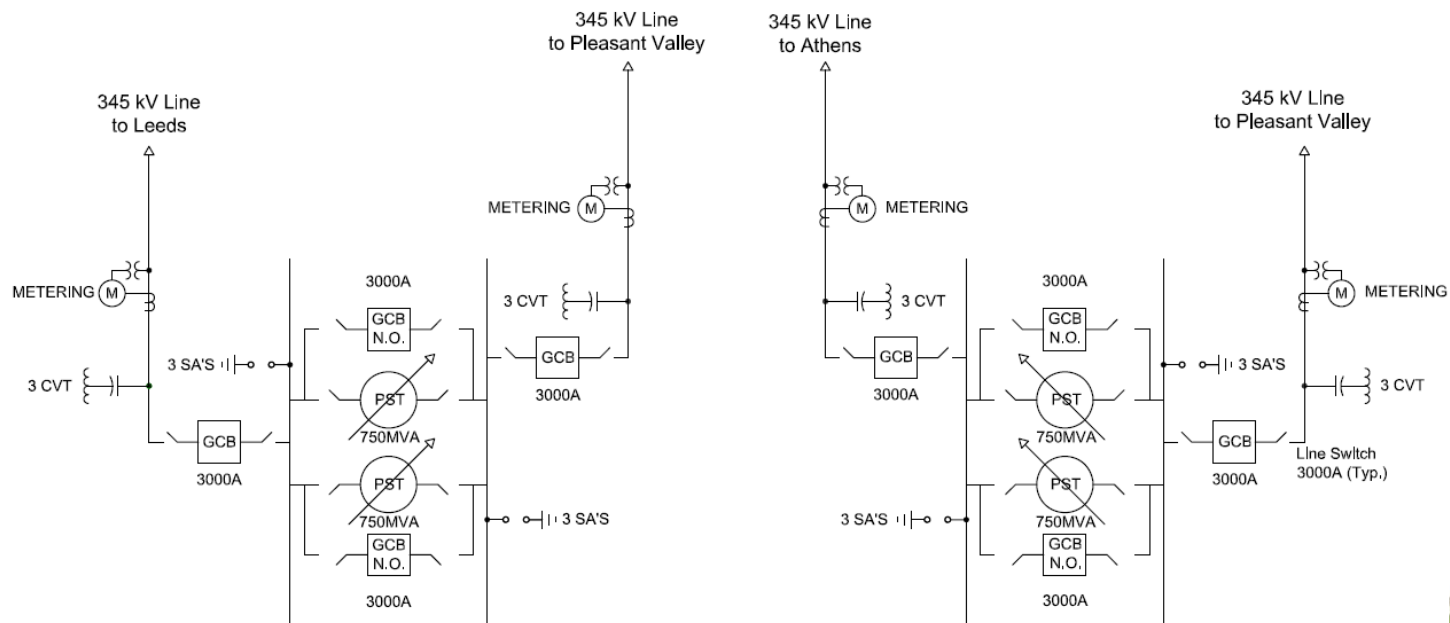 345 kV Line
to Pleasant Valley
345 kV Line
to Athens
345 kV Line
to Leeds
345 kV Line
to Pleasant Valley
METERING
M
M
METERING
METERING
M
M
METERING
3000A
GCB
N.O.
3 CVT
3 CVT
3000A
GCB
N.O.
3 SA'S
GCB
3000A
GCB
3000A
3 SA'S
3 CVT
PST
750MVA
PST
750MVA
3 CVT
GCB
3000A
GCB
3000A
Line Switch
3000A (Typ.)
PST
750MVA
PST
750MVA
3 SA'S
3 SA'S
GCB
N.O.
3000A
GCB
N.O.
3000A